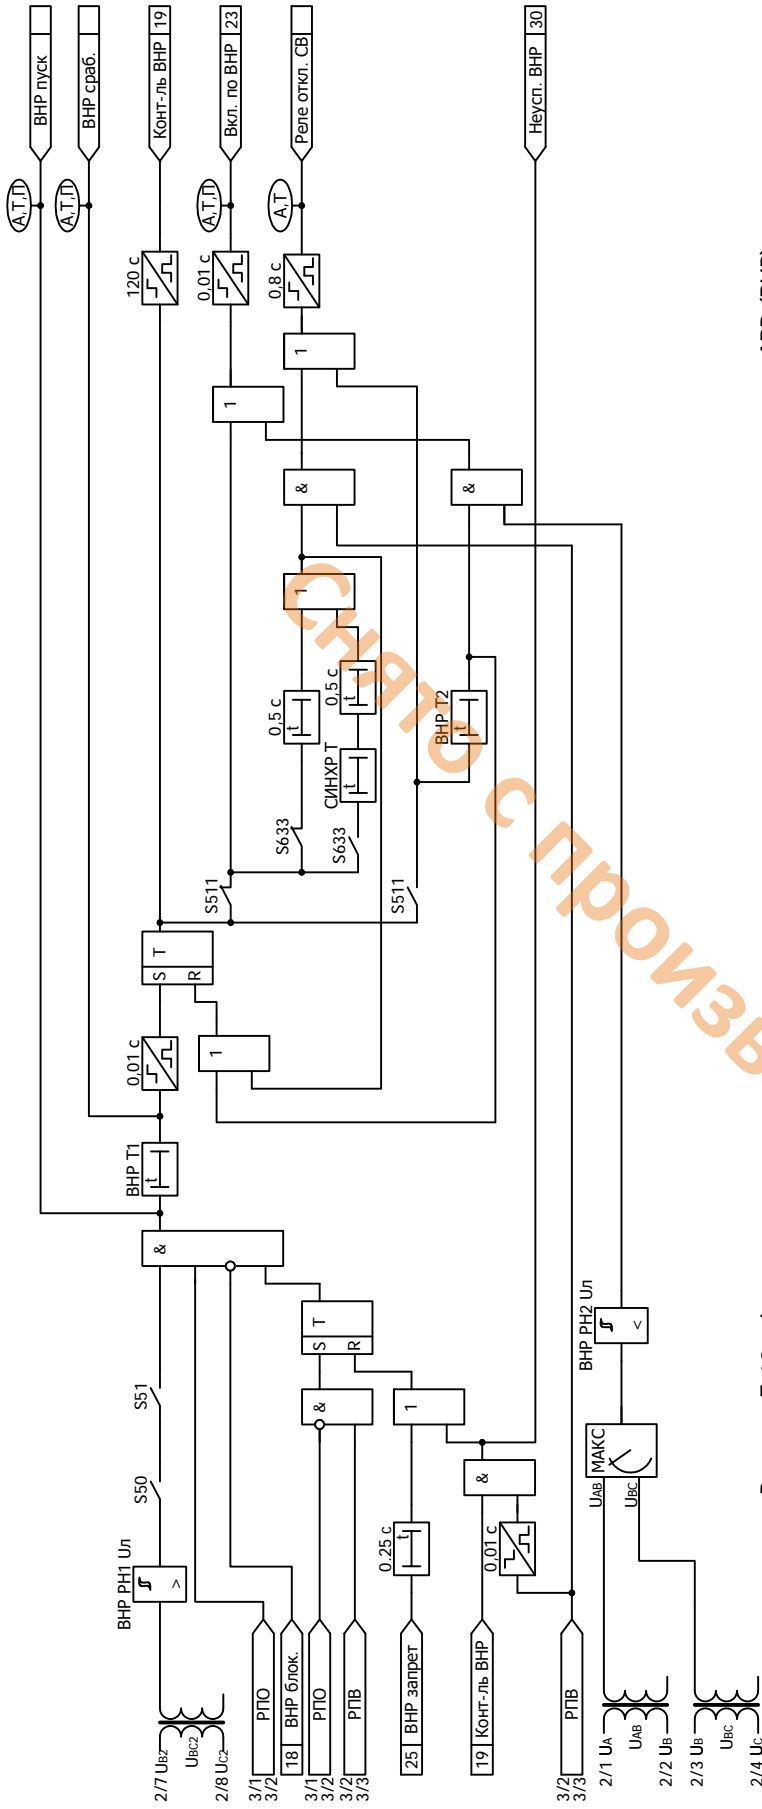 ВНР пуск
ВНР сраб.
Конт-ль ВНР 19
Вкл. по ВНР 23
Реле откл. СВ
Неусп. ВНР 30
А,Т,П
А,Т,П
А,Т,П
А,Т
120 с
0,01 с
0,8 с
1
1
&
&
1
0,5 с
t
0,5 с
t
СИНХР Т
t
ВНР Т2
t
S633
S633
S511
S511
S T
R
0,01 с
1
ВНР Т1
t
&
S51
S50
ВНР РН1 Uл
>
S T
R
&
1
&
0.25 с
t
0,01 с
ВНР РН2 Uл
<
МАКС
UAB
UBC
2/7 UB2
UBC2
2/8 UC2
3/1
3/2
РПО
18 ВНР блок.
3/1
3/2
РПО
3/2
3/3
РПВ
25 ВНР запрет
19 Конт-ль ВНР
3/2
3/3
РПВ
2/1 UA
UAB
2/2 UB
2/3 UB
UBC
2/4 UC
Снято с произв